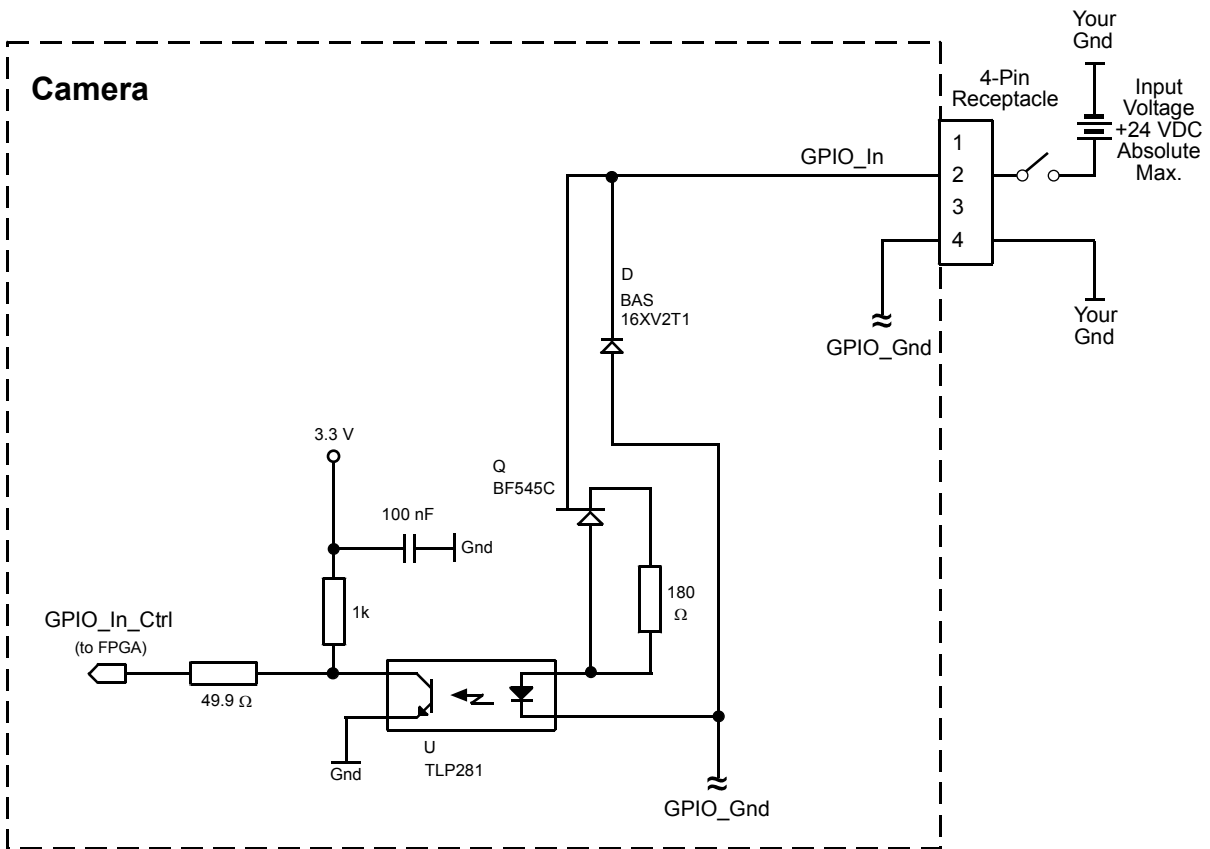 Camera
Your
Gnd
4-Pin
Receptacle
Input
Voltage
+24 VDC
Absolute
Max.
GPIO_In
1
2
3
4
D
BAS
16XV2T1
GPIO_Gnd
Your
Gnd
3.3 V
Q
BF545C
100 nF
Gnd
180
Ω
1k
GPIO_In_Ctrl
(to FPGA)
49.9 Ω
Gnd
U
TLP281
GPIO_Gnd